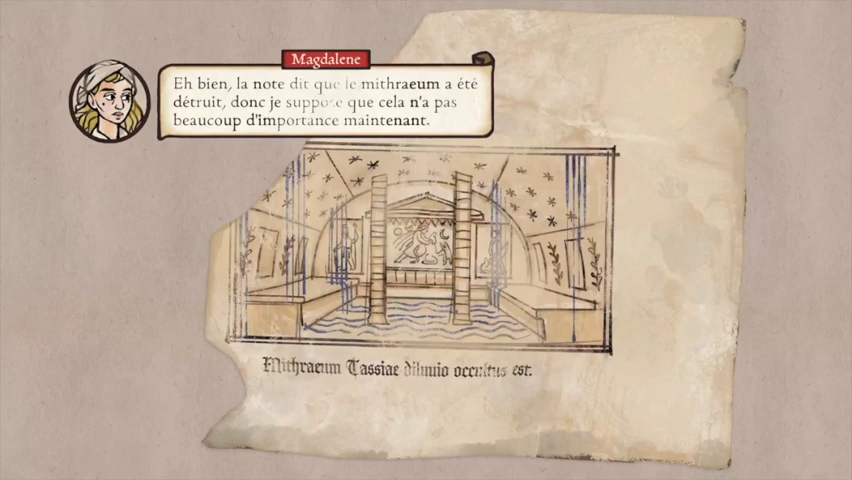 Magdalene
Eh bien, la note dit que le mithraeum a été
détruit, donc je suppose que cela n'a pas
beaucoup d'importance maintenant.
Mithraeum Tassiae diluvio occultus est.